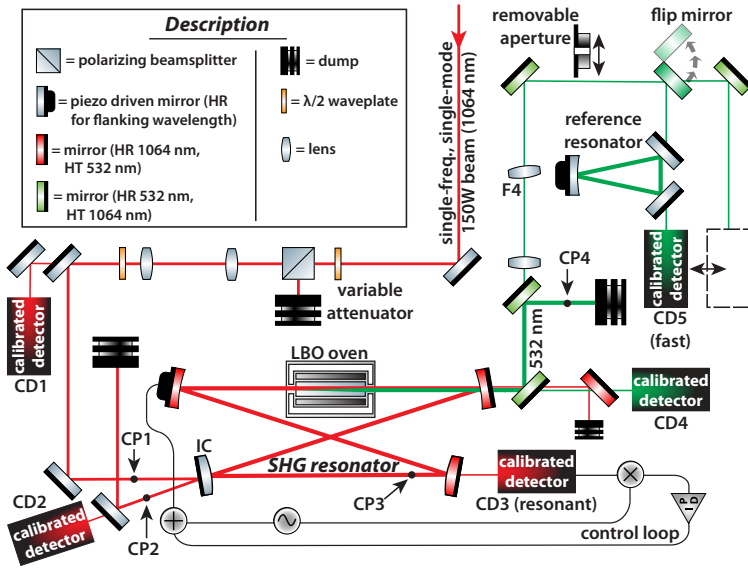 Description
= polarizing beamsplitter
= piezo driven mirror (HR
for flanking wavelength)
= mirror (HR 1064 nm,
HT 532 nm)
= mirror (HR 532 nm,
HT 1064 nm)
= dump
= λ/2 waveplate
= lens
single-freq., single-mode
150W beam (1064 nm)
removable
aperture
flip mirror
reference
resonator
F4
CP4
calibrated
detector
CD5
(fast)
variable
attenuator
calibrated
detector
CD1
532 nm
LBO oven
calibrated
detector
CD4
CP1
IC
SHG resonator
CP3
calibrated
detector
CD3 (resonant)
CD2
calibrated
detector
CP2
P
I D
control loop